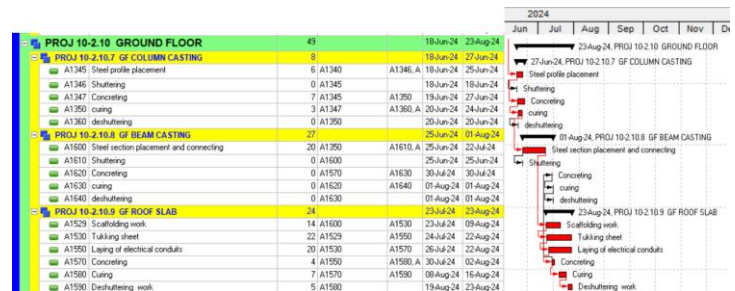 2024
Jun Jul Aug Sep Oct Nov
PROJ 10-2.10 GROUND FLOOR 49 18-Jun-24 23-Aug-24 23-Aug-24, PROJ 10-2.10 GROUND FLOOR
PROJ 10-2.10.7 GF COLUMN CASTING 8 18-Jun-24 27-Jun-24 27-Jun-24, PROJ 10-2.10.7 GF COLUMN CASTING
A1345 Steel profile placement 6 A1340 A1346, A 18-Jun-24 25-Jun-24 Steel profile placement
A1346 Shuttering 0 A1345 18-Jun-24 18-Jun-24 Shuttering
A1347 Concreting 7 A1345 A1350 19-Jun-24 27-Jun-24 Concreting
A1350 curing 3 A1347 A1360, A 20-Jun-24 24-Jun-24 curing
A1360 deshuttering 0 A1350 20-Jun-24 20-Jun-24 deshuttering
PROJ 10-2.10.8 GF BEAM CASTING 27 25-Jun-24 01-Aug-24 01-Aug-24, PROJ 10-2.10.8 GF BEAM CASTING
A1600 Steel section placement and connecting 20 A1350 A1610, A 25-Jun-24 22-Jul-24 Steel section placement and connecting
A1610 Shuttering 0 A1600 25-Jun-24 25-Jun-24 Shuttering
A1620 Concreting 0 A1570 A1630 30-Jul-24 30-Jul-24 Concreting
A1630 curing 0 A1620 A1640 01-Aug-24 01-Aug-24 curing
A1640 deshuttering 0 A1630 01-Aug-24 01-Aug-24 deshuttering
PROJ 10-2.10.9 GF ROOF SLAB 24 23-Jul-24 23-Aug-24 23-Aug-24, PROJ 10-2.10.9 GF ROOF SLAB
A1529 Scaffolding work 14 A1600 A1530 23-Jul-24 09-Aug-24 Scaffolding work
A1530 Tukking sheet 22 A1529 A1550 24-Jul-24 22-Aug-24 Tukking sheet
A1550 Laying of electrical conduits 20 A1530 A1570 26-Jul-24 22-Aug-24 Laying of electrical conduits
A1570 Concreting 4 A1550 A1580, A 30-Jul-24 02-Aug-24 Concreting
A1580 Curing 7 A1570 A1590 08-Aug-24 16-Aug-24 Curing
A1590 Deshuttering work 5 A1580 19-Aug-24 23-Aug-24 Deshuttering work